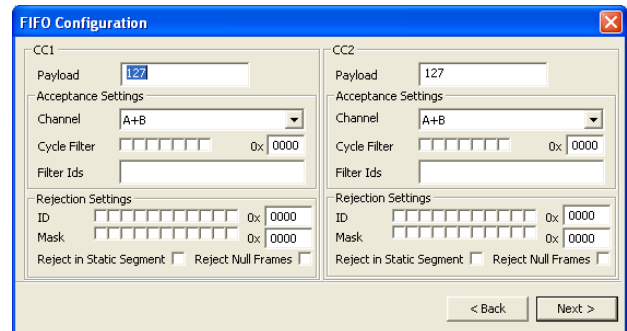 FIFO Configuration
CC1
Payload 127
Acceptance Settings
Channel A+B
Cycle Filter 0x 0000
Filter Ids
Rejection Settings
ID 0x 0000
Mask 0x 0000
Reject in Static Segment Reject Null Frames
CC2
Payload 127
Acceptance Settings
Channel A+B
Cycle Filter 0x 0000
Filter Ids
Rejection Settings
ID 0x 0000
Mask 0x 0000
Reject in Static Segment Reject Null Frames
< Back Next >